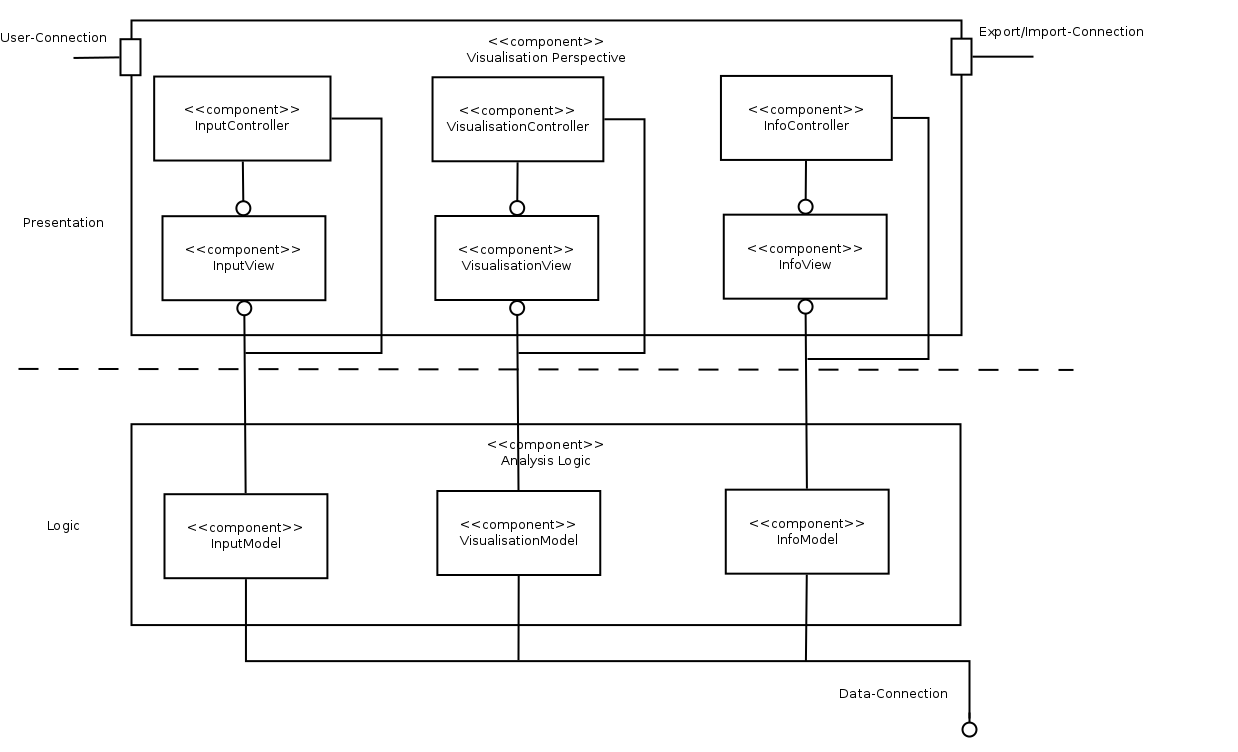 User-Connection
Export/Import-Connection
<<component>>
Visualisation Perspective
<<component>>
InputController
<<component>>
VisualisationController
<<component>>
InfoController
Presentation
<<component>>
InputView
<<component>>
VisualisationView
<<component>>
InfoView
<<component>>
Analysis Logic
Logic
<<component>>
InputModel
<<component>>
VisualisationModel
<<component>>
InfoModel
Data-Connection